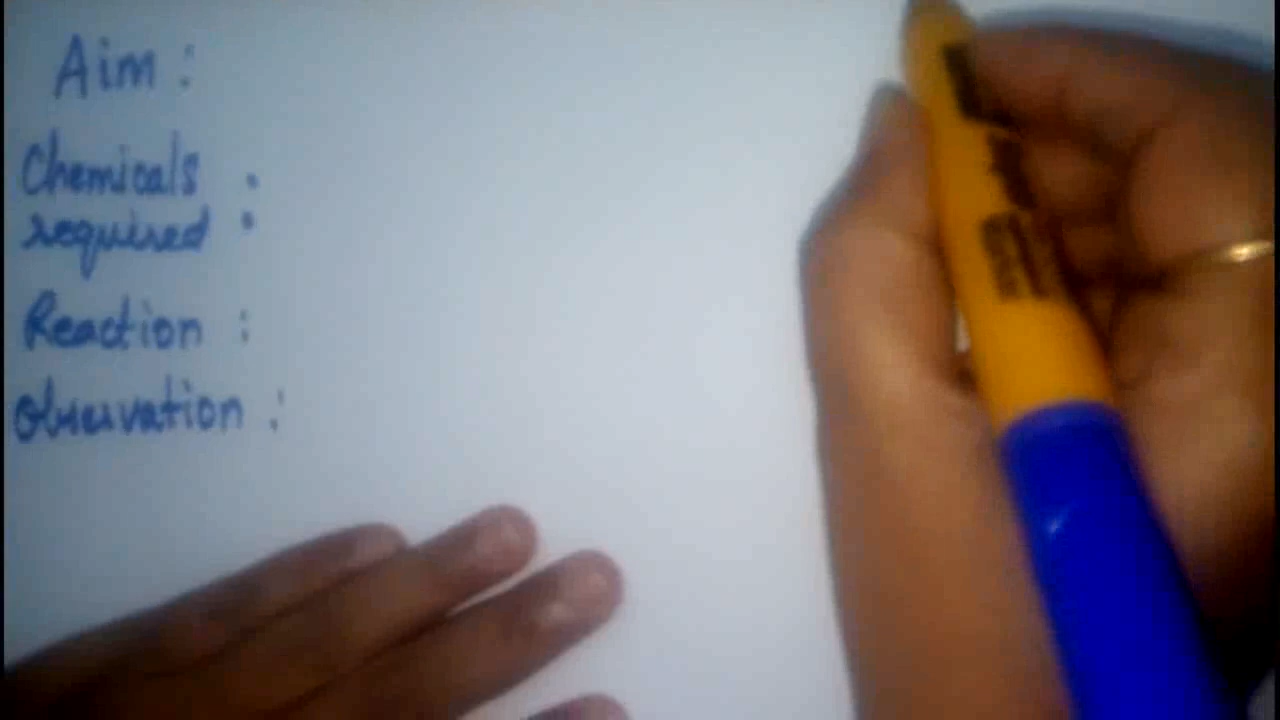 Aim :
Chemicals
required :
Reaction :
Observation :